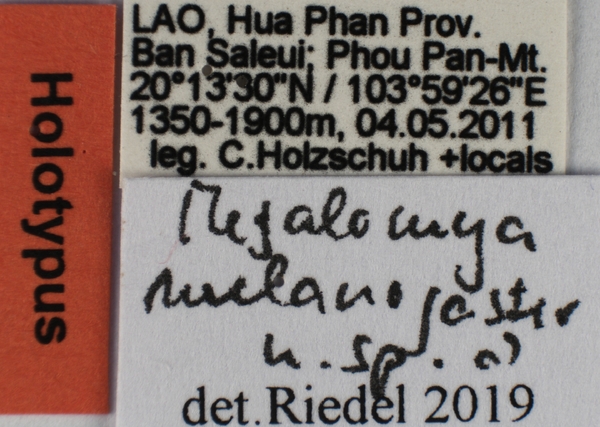 Holotypus
LAO, Hua Phan Prov.
Ban Saleui; Phou Pan-Mt.
20°13'30"N / 103°59'26"E
1350-1900m, 04.05.2011
leg. C.Holzschuh +locals
Megalomya
melanogaster
n. sp. ♂
det.Riedel 2019